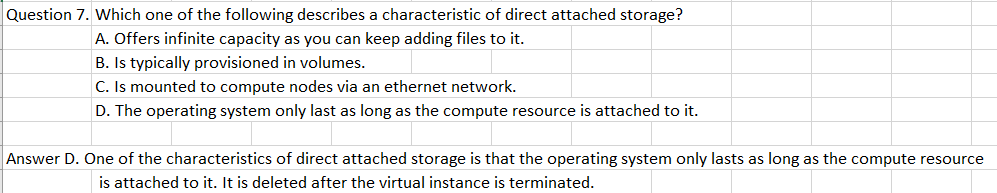 Question 7. Which one of the following describes a characteristic of direct attached storage?
A. Offers infinite capacity as you can keep adding files to it.
B. Is typically provisioned in volumes.
C. Is mounted to compute nodes via an ethernet network.
D. The operating system only last as long as the compute resource is attached to it.
Answer D. One of the characteristics of direct attached storage is that the operating system only lasts as long as the compute resource
is attached to it. It is deleted after the virtual instance is terminated.